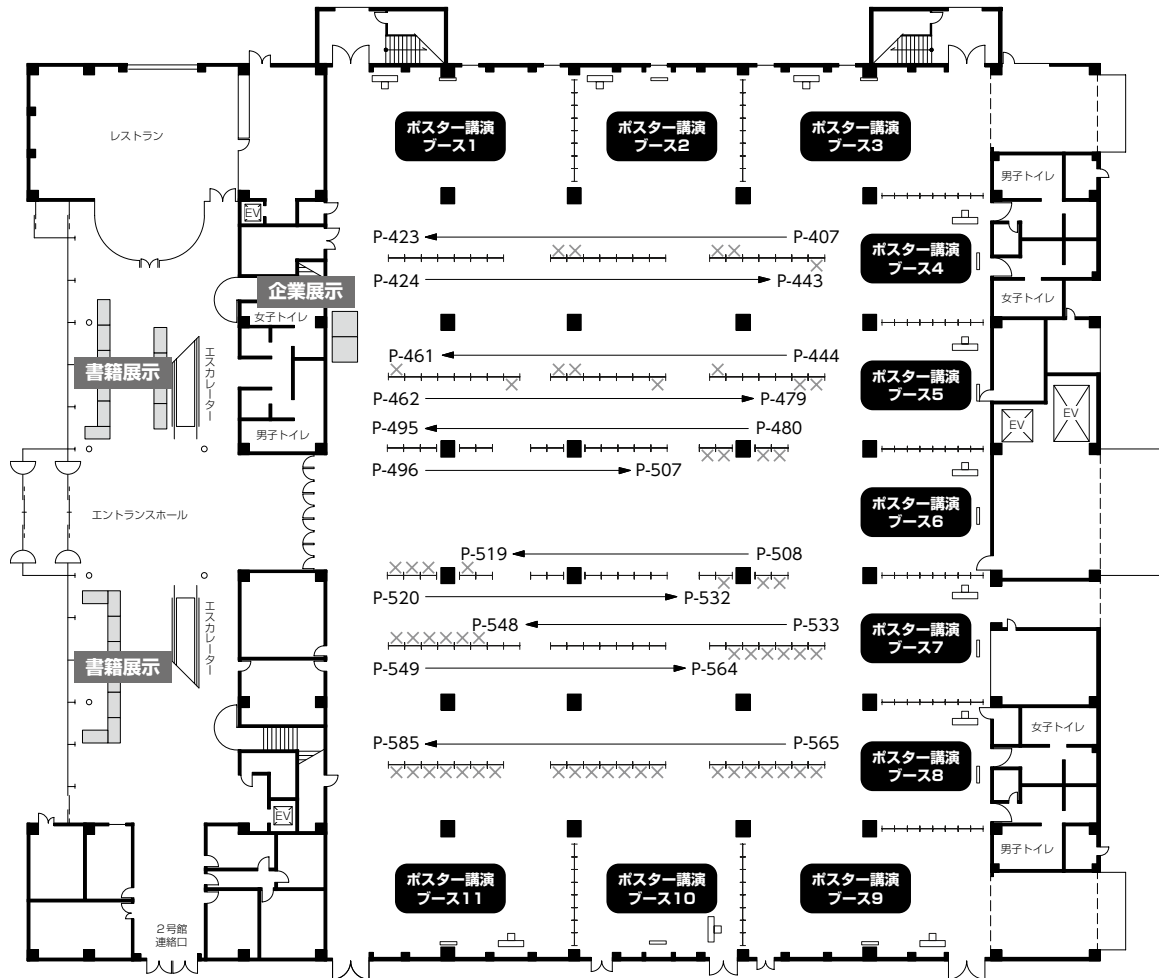 レストラン
ポスター講演
ブース1
ポスター講演
ブース2
ポスター講演
ブース3
男子トイレ
EV
P-423
P-407
ポスター講演
ブース4
P-424
P-443
企業展示
女子トイレ
女子トイレ
書籍展示
エスカレーター
P-461
P-444
ポスター講演
ブース5
P-462
P-479
EV
EV
男子トイレ
P-495
P-480
P-496
P-507
ポスター講演
ブース6
エントランスホール
P-519
P-508
P-520
P-532
エスカレーター
P-548
P-533
ポスター講演
ブース7
書籍展示
P-549
P-564
女子トイレ
P-585
P-565
ポスター講演
ブース8
EV
男子トイレ
ポスター講演
ブース11
ポスター講演
ブース10
ポスター講演
ブース9
2号館
連絡口